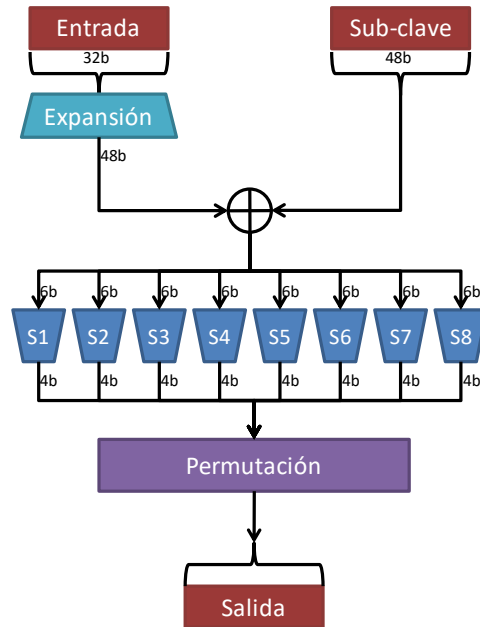 Entrada Sub-clave
32b 48b
Expansión
48b
6b 6b 6b 6b 6b 6b 6b 6b
S1 S2 S3 S4 S5 S6 S7 S8
4b 4b 4b 4b 4b 4b 4b 4b
Permutación
Salida